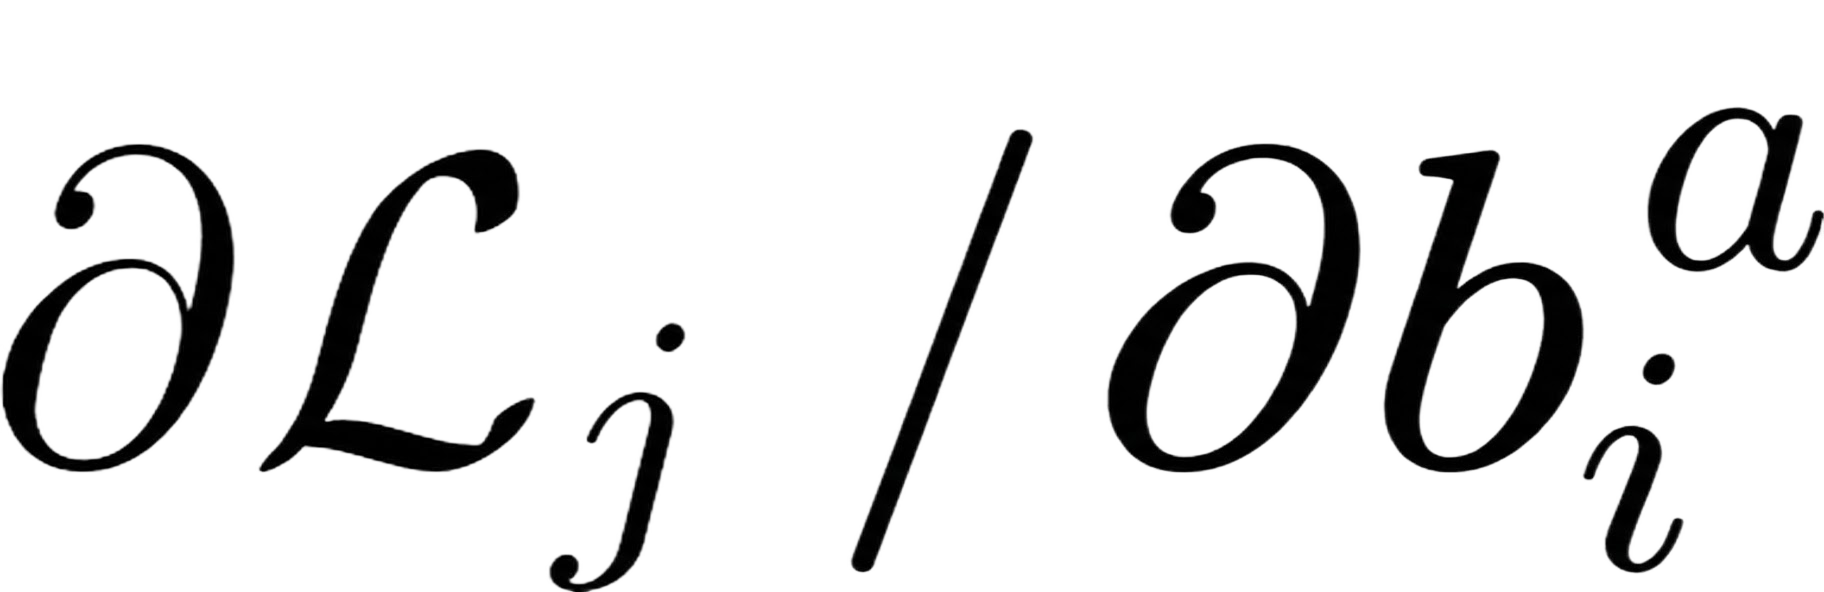 ∂ℒ_j / ∂b_i^a